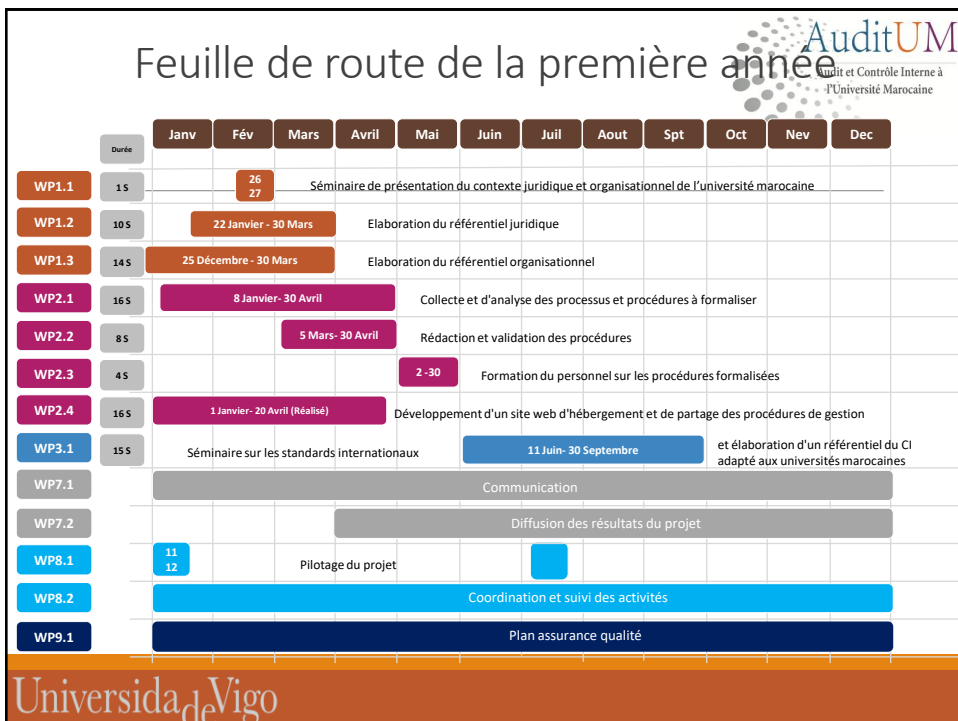 Feuille de route de la première année
AuditUM
Audit et Contrôle Interne à
l'Université Marocaine
Durée
Janv Fév Mars Avril Mai Juin Juil Aout Spt Oct Nev Dec
WP1.1 1 S 26 Séminaire de présentation du contexte juridique et organisationnel de l'université marocaine
27
WP1.2 10 S 22 Janvier - 30 Mars Elaboration du référentiel juridique
WP1.3 14 S 25 Décembre - 30 Mars Elaboration du référentiel organisationnel
WP2.1 16 S 8 Janvier- 30 Avril Collecte et d'analyse des processus et procédures à formaliser
WP2.2 8 S 5 Mars- 30 Avril Rédaction et validation des procédures
WP2.3 4 S 2 -30 Formation du personnel sur les procédures formalisées
WP2.4 16 S 1 Janvier- 20 Avril (Réalisé) Développement d'un site web d'hébergement et de partage des procédures de gestion
WP3.1 15 S Séminaire sur les standards internationaux 11 Juin- 30 Septembre et élaboration d'un référentiel du CI
adapté aux universités marocaines
WP7.1 Communication
WP7.2 Diffusion des résultats du projet
WP8.1 11 Pilotage du projet
12
WP8.2 Coordination et suivi des activités
WP9.1 Plan assurance qualité
UniversidadeVigo